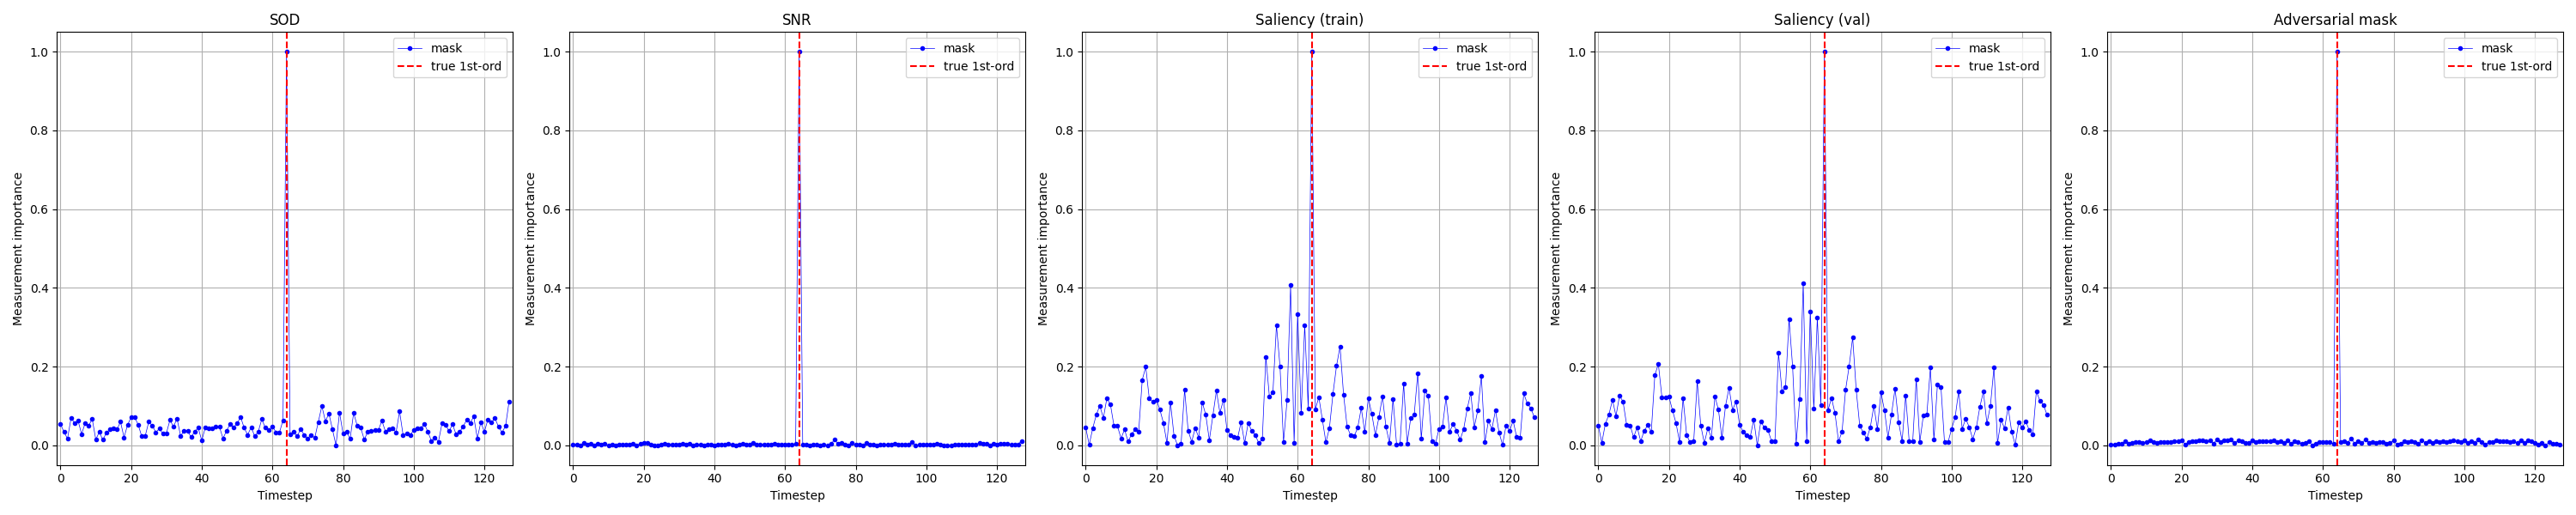 SOD
mask
true 1st-ord
Measurement importance
1.0
0.8
0.6
0.4
0.2
0.0
0 20 40 60 80 100 120
Timestep
SNR
mask
true 1st-ord
Measurement importance
1.0
0.8
0.6
0.4
0.2
0.0
0 20 40 60 80 100 120
Timestep
Saliency (train)
mask
true 1st-ord
Measurement importance
1.0
0.8
0.6
0.4
0.2
0.0
0 20 40 60 80 100 120
Timestep
Saliency (val)
mask
true 1st-ord
Measurement importance
1.0
0.8
0.6
0.4
0.2
0.0
0 20 40 60 80 100 120
Timestep
Adversarial mask
mask
true 1st-ord
Measurement importance
1.0
0.8
0.6
0.4
0.2
0.0
0 20 40 60 80 100 120
Timestep